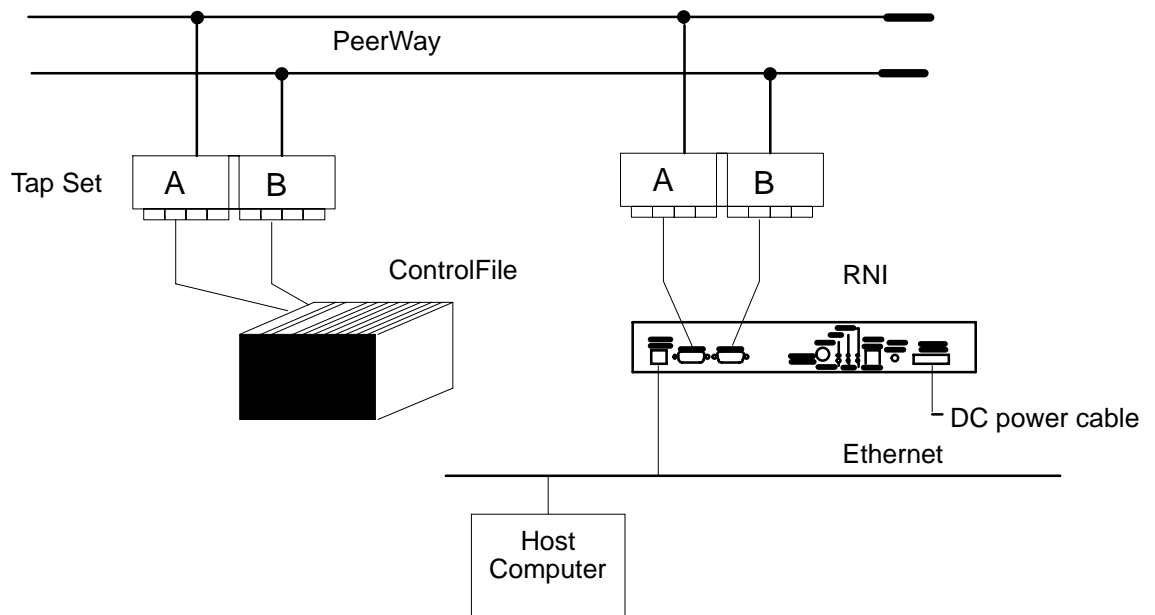 PeerWay
Tap Set
A
B
A
B
ControlFile
RNI
DC power cable
Ethernet
Host
Computer